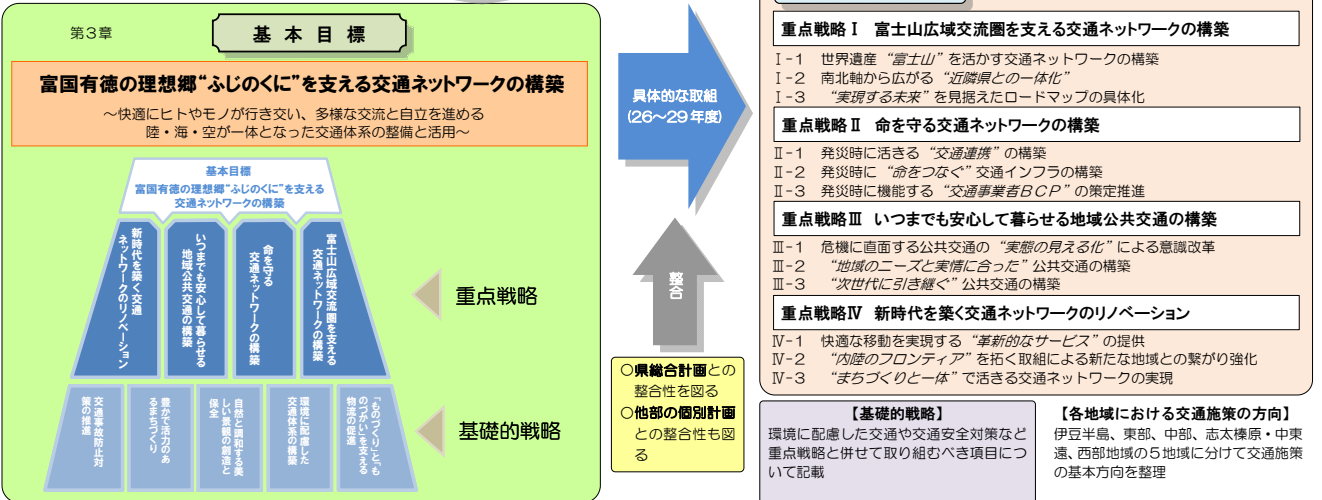 第3章
基本目標
富国有徳の理想郷“ふじのくに”を支える交通ネットワークの構築
～快適にヒトやモノが行き交い、多様な交流と自立を進める
陸・海・空が一体となった交通体系の整備と活用～
基本目標
富国有徳の理想郷“ふじのくに”を支える
交通ネットワークの構築
新時代を築く交通
ネットワークのリノベーション
いつまでも安心して暮らせる
地域公共交通の構築
命を守る
交通ネットワークの構築
富士山広域交流圏を支える
交通ネットワークの構築
重点戦略
交通事故防止対
策の推進
豊かで活力のあ
るまちづくり
自然と調和する美
しい景観の創造と
保全
環境に配慮した
交通体系の構築
「ものづくり」と、「も
のづかい」を支える
物流の促進
基礎的戦略
具体的な取組
(26～29年度)
整合
○県総合計画との
整合性を図る
○他部の個別計画
との整合性も図
る
重点戦略Ⅰ　富士山広域交流圏を支える交通ネットワークの構築
Ⅰ-1　世界遺産“富士山”を活かす交通ネットワークの構築
Ⅰ-2　南北軸から広がる“近隣県との一体化”
Ⅰ-3　“実現する未来”を見据えたロードマップの具体化
重点戦略Ⅱ　命を守る交通ネットワークの構築
Ⅱ-1　発災時に活きる“交通連携”の構築
Ⅱ-2　発災時に“命をつなぐ”交通インフラの構築
Ⅱ-3　発災時に機能する“交通事業者ＢＣＰ”の策定推進
重点戦略Ⅲ　いつまでも安心して暮らせる地域公共交通の構築
Ⅲ-1　危機に直面する公共交通の“実態の見える化”による意識改革
Ⅲ-2　“地域のニーズと実情に合った”公共交通の構築
Ⅲ-3　“次世代に引き継ぐ”公共交通の構築
重点戦略Ⅳ　新時代を築く交通ネットワークのリノベーション
Ⅳ-1　快適な移動を実現する“革新的なサービス”の提供
Ⅳ-2　“内陸のフロンティア”を拓く取組による新たな地域との繋がり強化
Ⅳ-3　“まちづくりと一体”で活きる交通ネットワークの実現
【基礎的戦略】
環境に配慮した交通や交通安全対策など
重点戦略と併せて取り組むべき項目につ
いて記載
【各地域における交通施策の方向】
伊豆半島、東部、中部、志太榛原・中東
遠、西部地域の５地域に分けて交通施策
の基本方向を整理